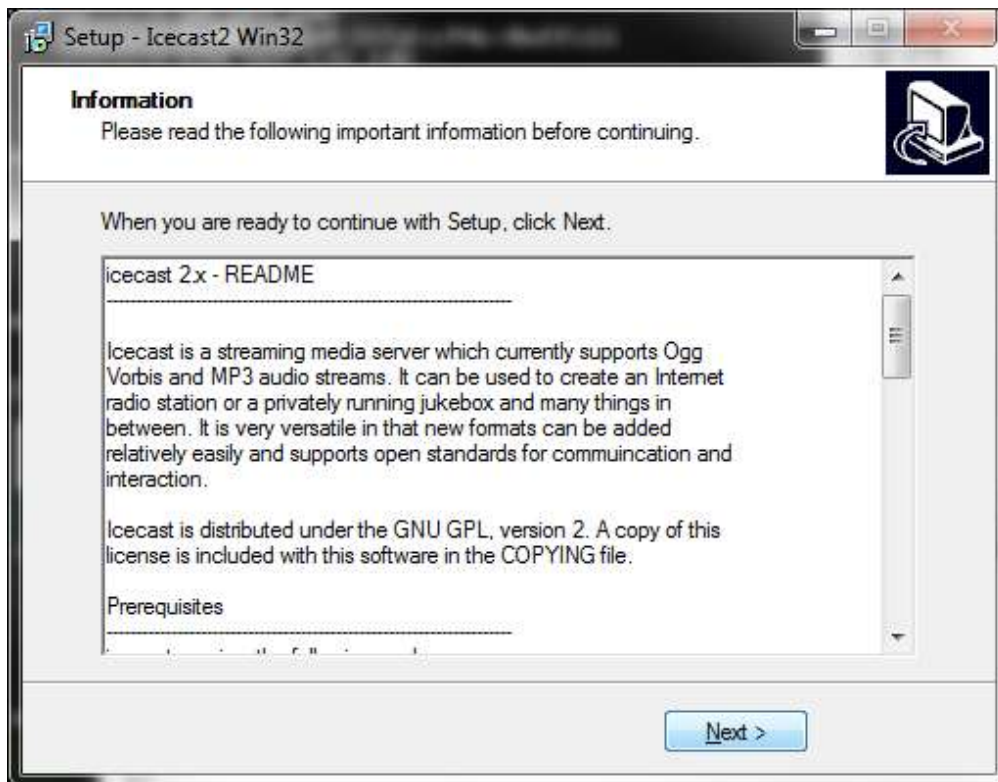 Setup - Icecast2 Win32
Information
Please read the following important information before continuing.
When you are ready to continue with Setup, click Next.
icecast 2.x - README
---------------------------------------------------------------------
Icecast is a streaming media server which currently supports Ogg
Vorbis and MP3 audio streams. It can be used to create an Internet
radio station or a privately running jukebox and many things in
between. It is very versatile in that new formats can be added
relatively easily and supports open standards for commuincation and
interaction.
Icecast is distributed under the GNU GPL, version 2. A copy of this
license is included with this software in the COPYING file.
Prerequisites
---------------------------------------------------------------------
Next >